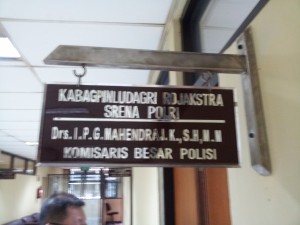 KABAGPINLUDAGRI ROJAKSTRA
SRENA POLRI
Drs. I.P.G. MAHENDRA J.K., S.H, M.M
KOMISARIS BESAR POLISI